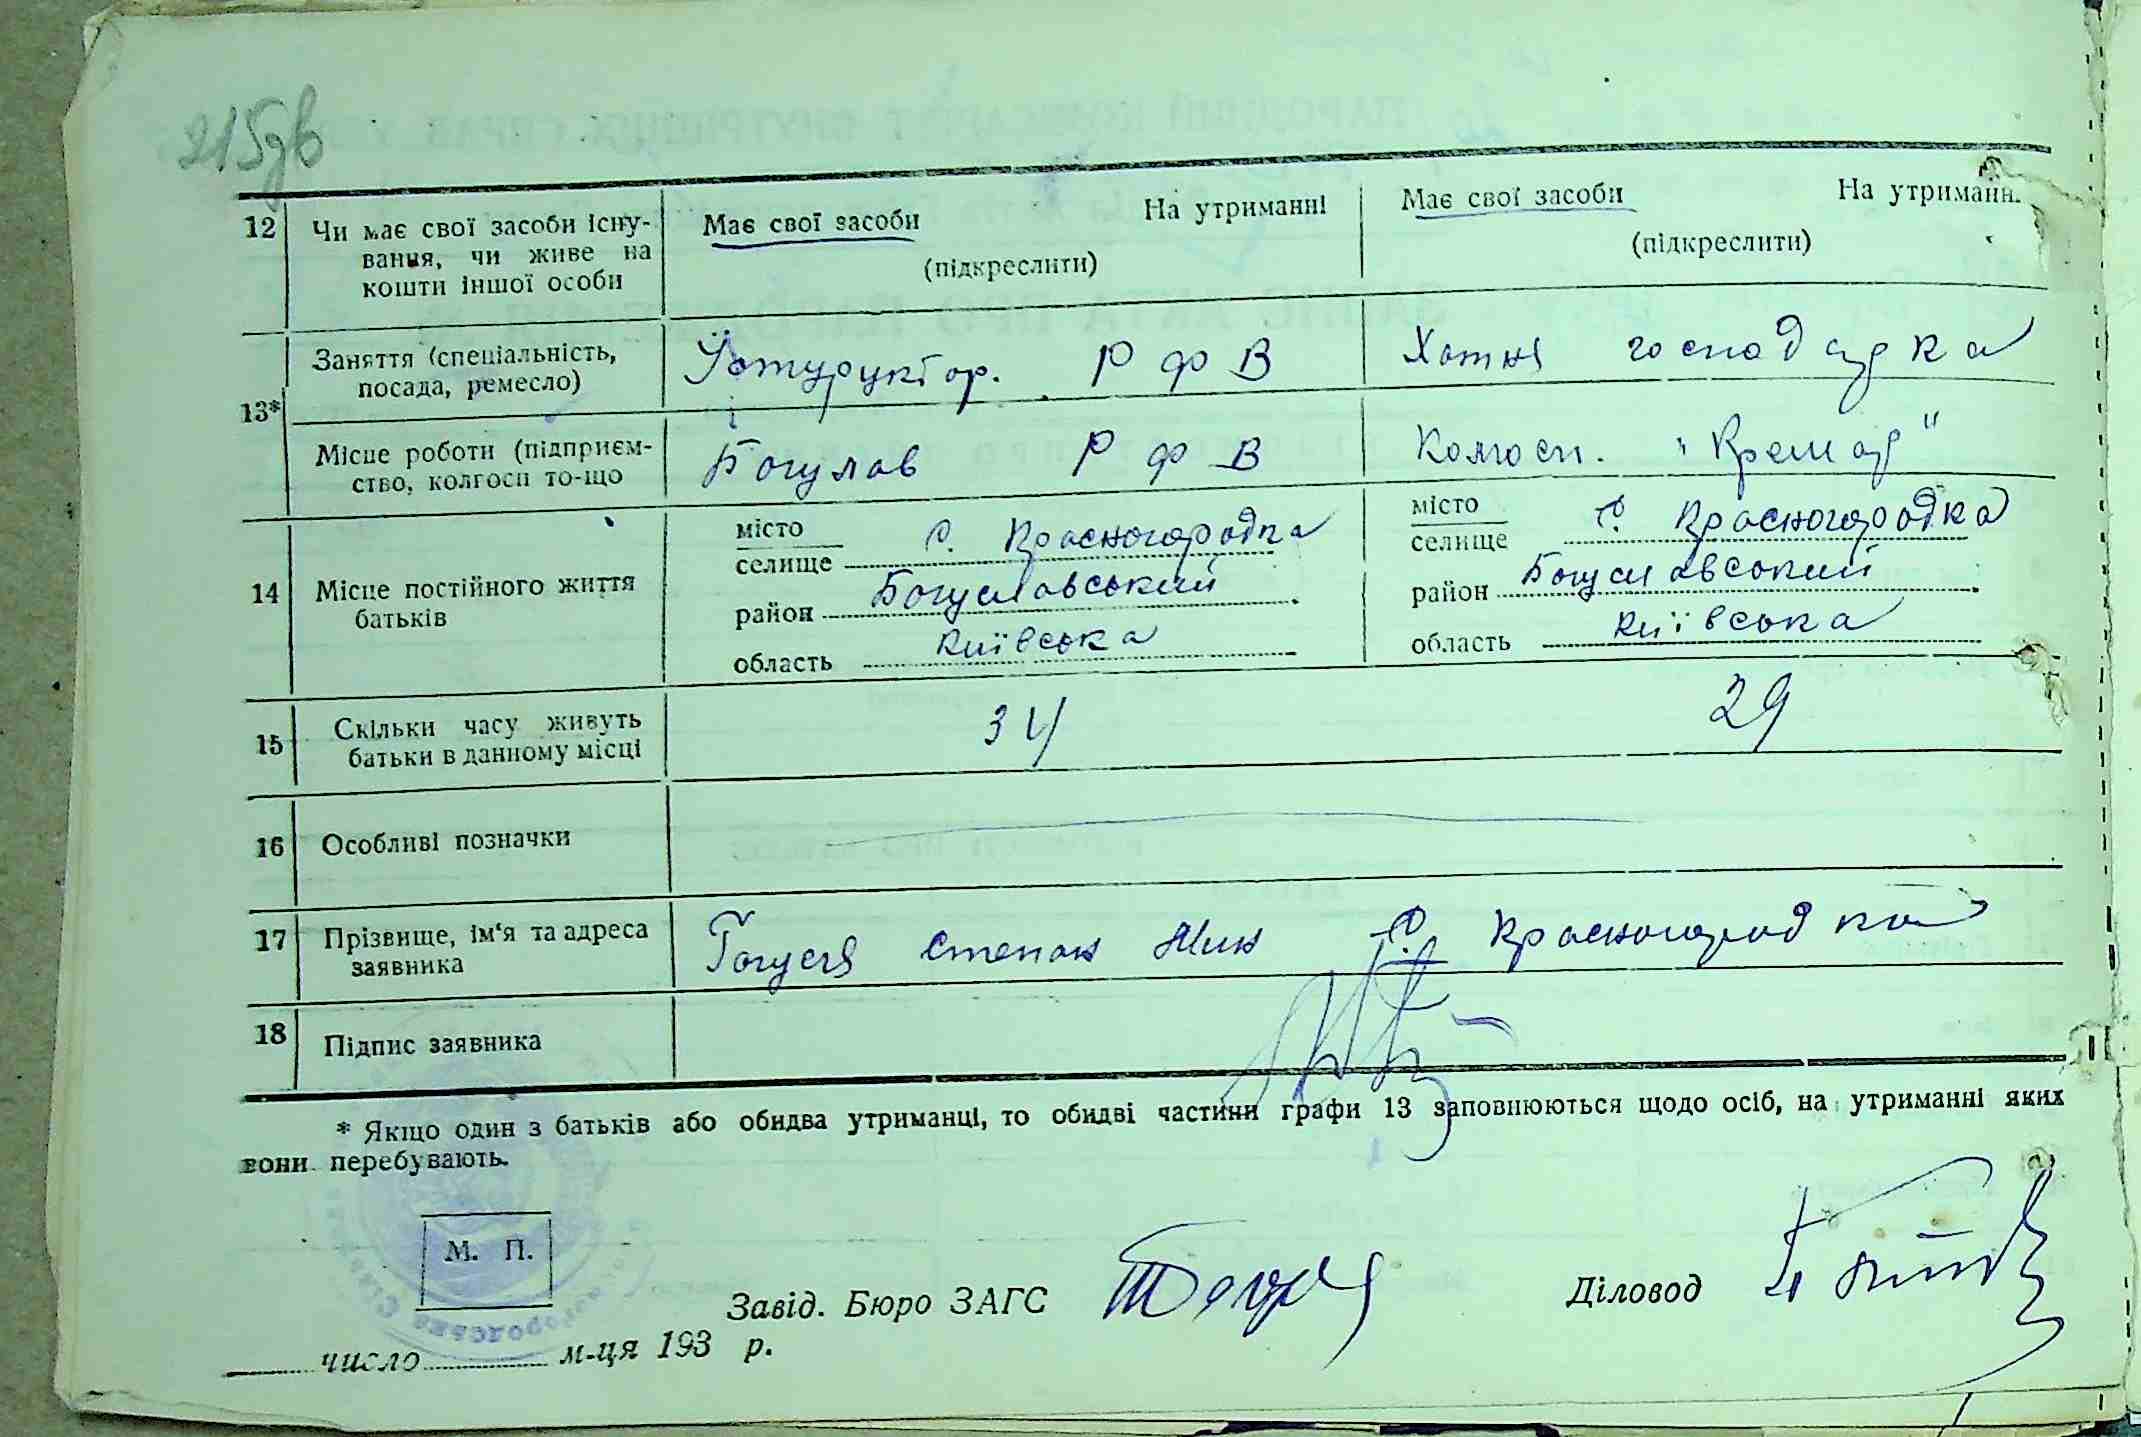 215зв
12 Чи має свої засоби існу-
вання, чи живе на
кошти іншої особи
Має свої засоби На утриманні
(підкреслити)
Має свої засоби На утриманн
(підкреслити)
13*
Заняття (спеціальність,
посада, ремесло)
Інструктор. Р Ф В
Хатня господарка
Місце роботи (підприєм-
ство, колгосп то-що
Богулав Р Ф В
Колгосп.
14 Місце постійного життя
батьків
місто
селище с. Красногородка
район Богуславський
область Київська
місто
селище с. Красногородка
район Богуславський
область Київська
15 Скільки часу живуть
батьки в данному місці
34
29
16 Особливі позначки
17 Прізвище, ім‘я та адреса
заявника
Степан Мин с. Красногородка
18 Підпис заявника
* Якщо один з батьків або обидва утриманці, то обидві частини графи 13 заповнюються щодо осіб, на утриманні яких
вони перебувають.
М. П.
Завід. Бюро ЗАГС
Діловод
число м-ця 193 р.